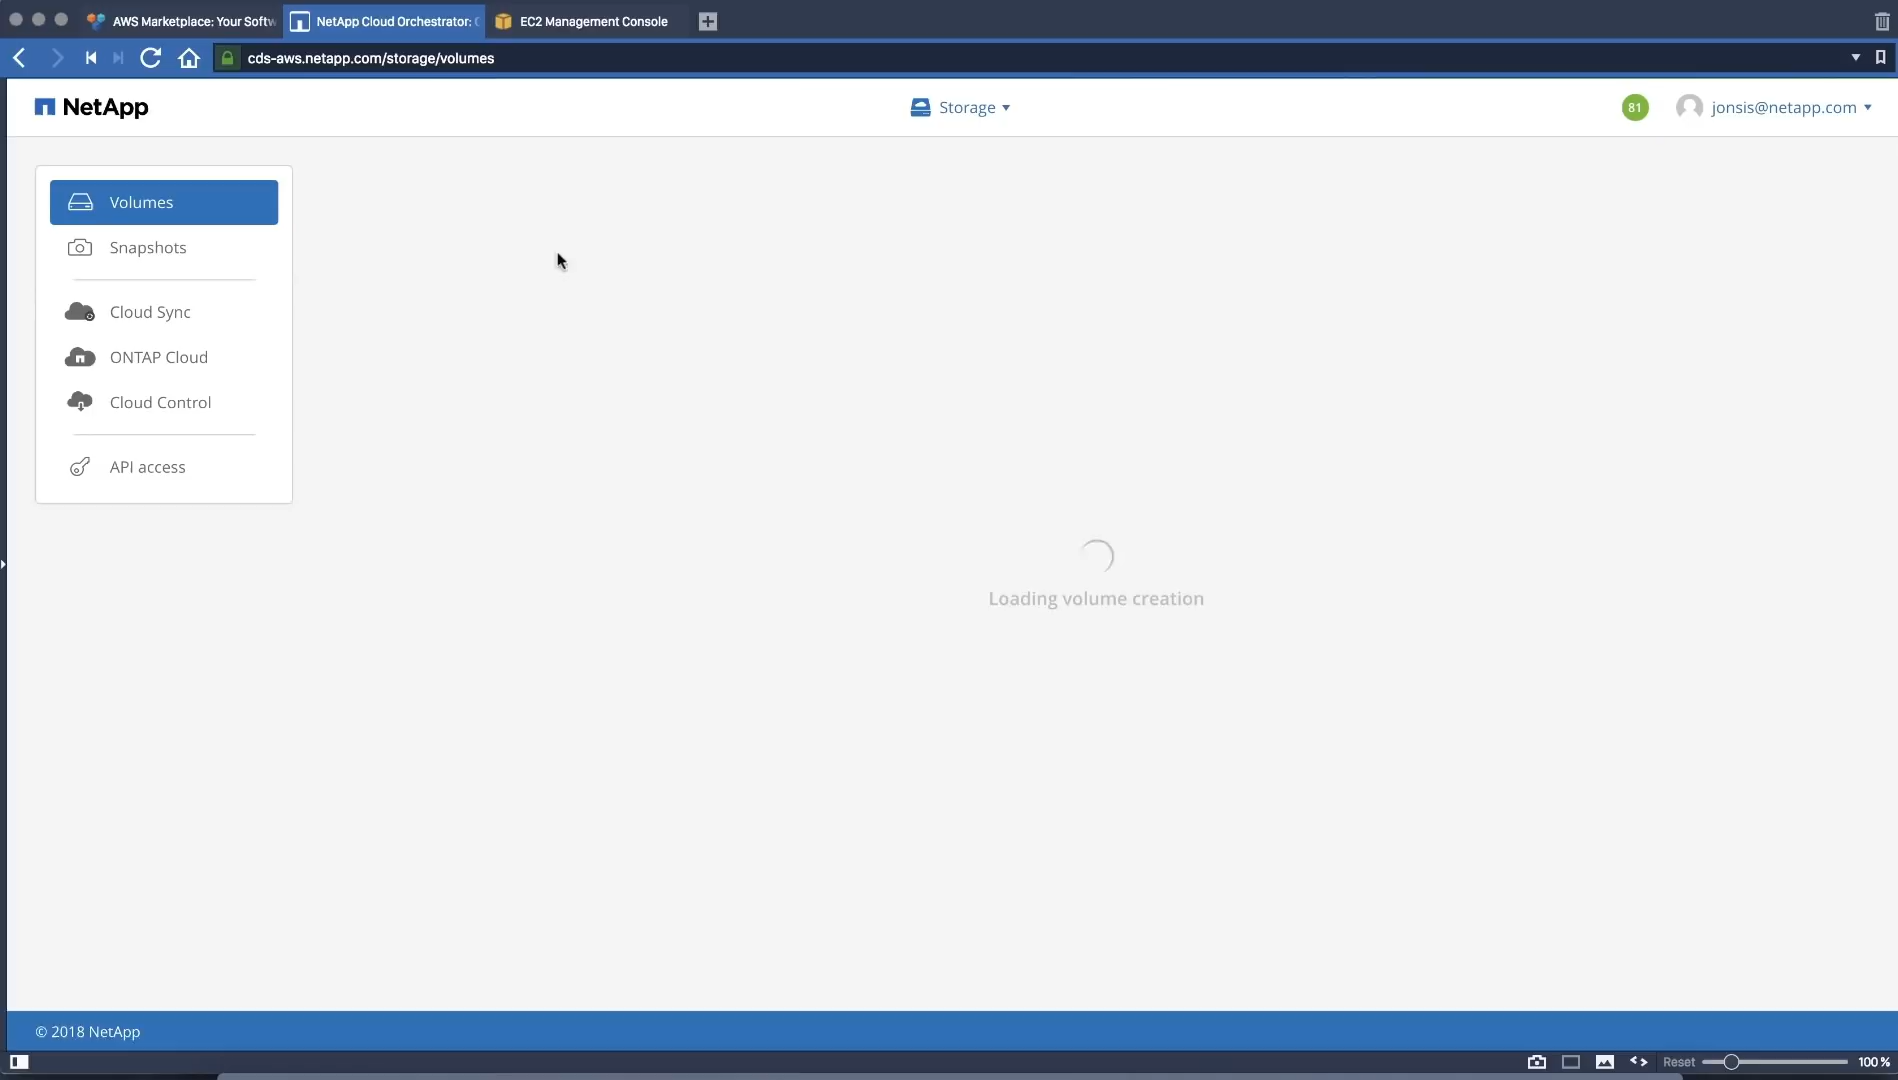 AWS Marketplace: Your Softw
NetApp Cloud Orchestrator: C
EC2 Management Console
cds-aws.netapp.com/storage/volumes
NetApp
Storage
81
jonsis@netapp.com
Volumes
Snapshots
Cloud Sync
ONTAP Cloud
Cloud Control
API access
Loading volume creation
© 2018 NetApp
Reset
100 %